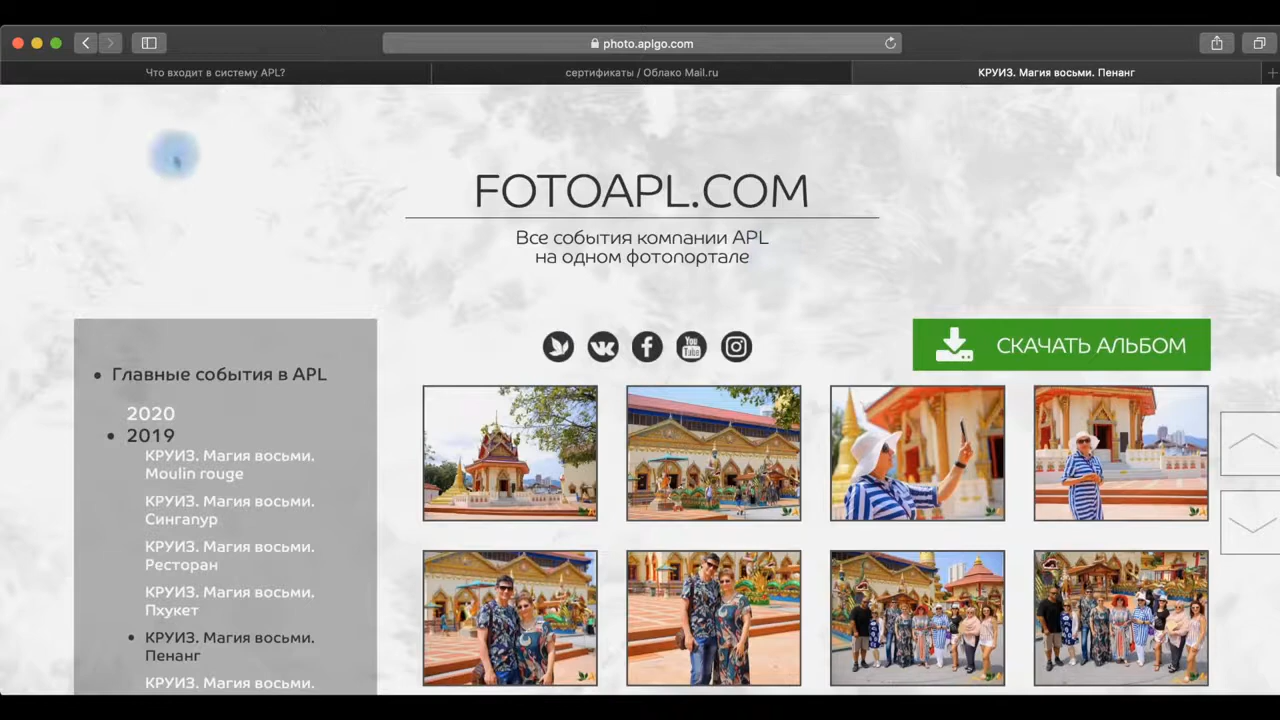 photo.aplgo.com
Что входит в систему APL?
сертификаты / Облако Mail.ru
КРУИЗ. Магия восьми. Пенанг
FOTOAPL.COM
Все события компании APL
на одном фотопортале
You
Tube
СКАЧАТЬ АЛЬБОМ
Главные события в APL
2020
2019
КРУИЗ. Магия восьми.
Moulin rouge
КРУИЗ. Магия восьми.
Сингапур
КРУИЗ. Магия восьми.
Ресторан
КРУИЗ. Магия восьми.
Пхукет
КРУИЗ. Магия восьми.
Пенанг
КРУИЗ. Магия восьми.